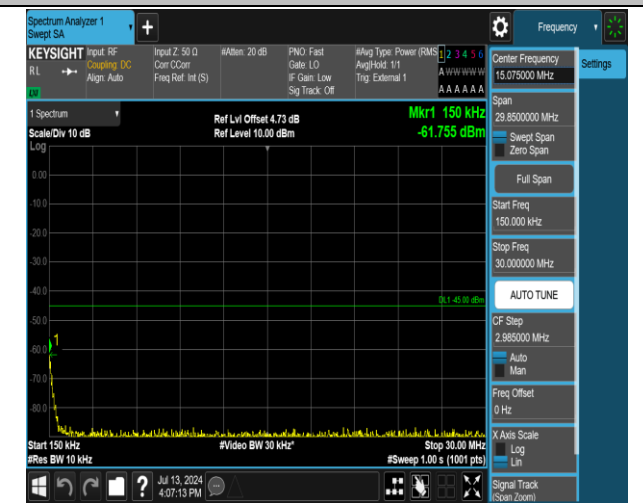 Spectrum Analyzer 1
Swept SA
Frequency
KEYSIGHT
RL
Input: RF
Coupling: DC
Align: Auto
Input Z: 50 Ω
Corr CCorr
Freq Ref: Int (S)
#Atten: 20 dB
PNO: Fast
Gate: LO
IF Gain: Low
Sig Track: Off
#Avg Type: Power (RMS
Avg|Hold: 1/1
Trig: External 1
1 2 3 4 5 6
A W W W W W
A A A A A A
1 Spectrum
Scale/Div 10 dB
Log
Ref Lvl Offset 4.73 dB
Ref Level 10.00 dBm
Mkr1 150 kHz
-61.755 dBm
0.00
-10.0
-20.0
-30.0
-40.0
DL1 -45.00 dBm
-50.0
1
-60.0
-70.0
-80.0
Start 150 kHz
#Video BW 30 kHz*
Stop 30.00 MHz
#Res BW 10 kHz
#Sweep 1.00 s (1001 pts)
Jul 13, 2024
4:07:13 PM
Center Frequency
15.075000 MHz
Settings
Span
29.8500000 MHz
Swept Span
Zero Span
Full Span
Start Freq
150.000 kHz
Stop Freq
30.000000 MHz
AUTO TUNE
CF Step
2.985000 MHz
Auto
Man
Freq Offset
0 Hz
X Axis Scale
Log
Lin
Signal Track
(Span Zoom)